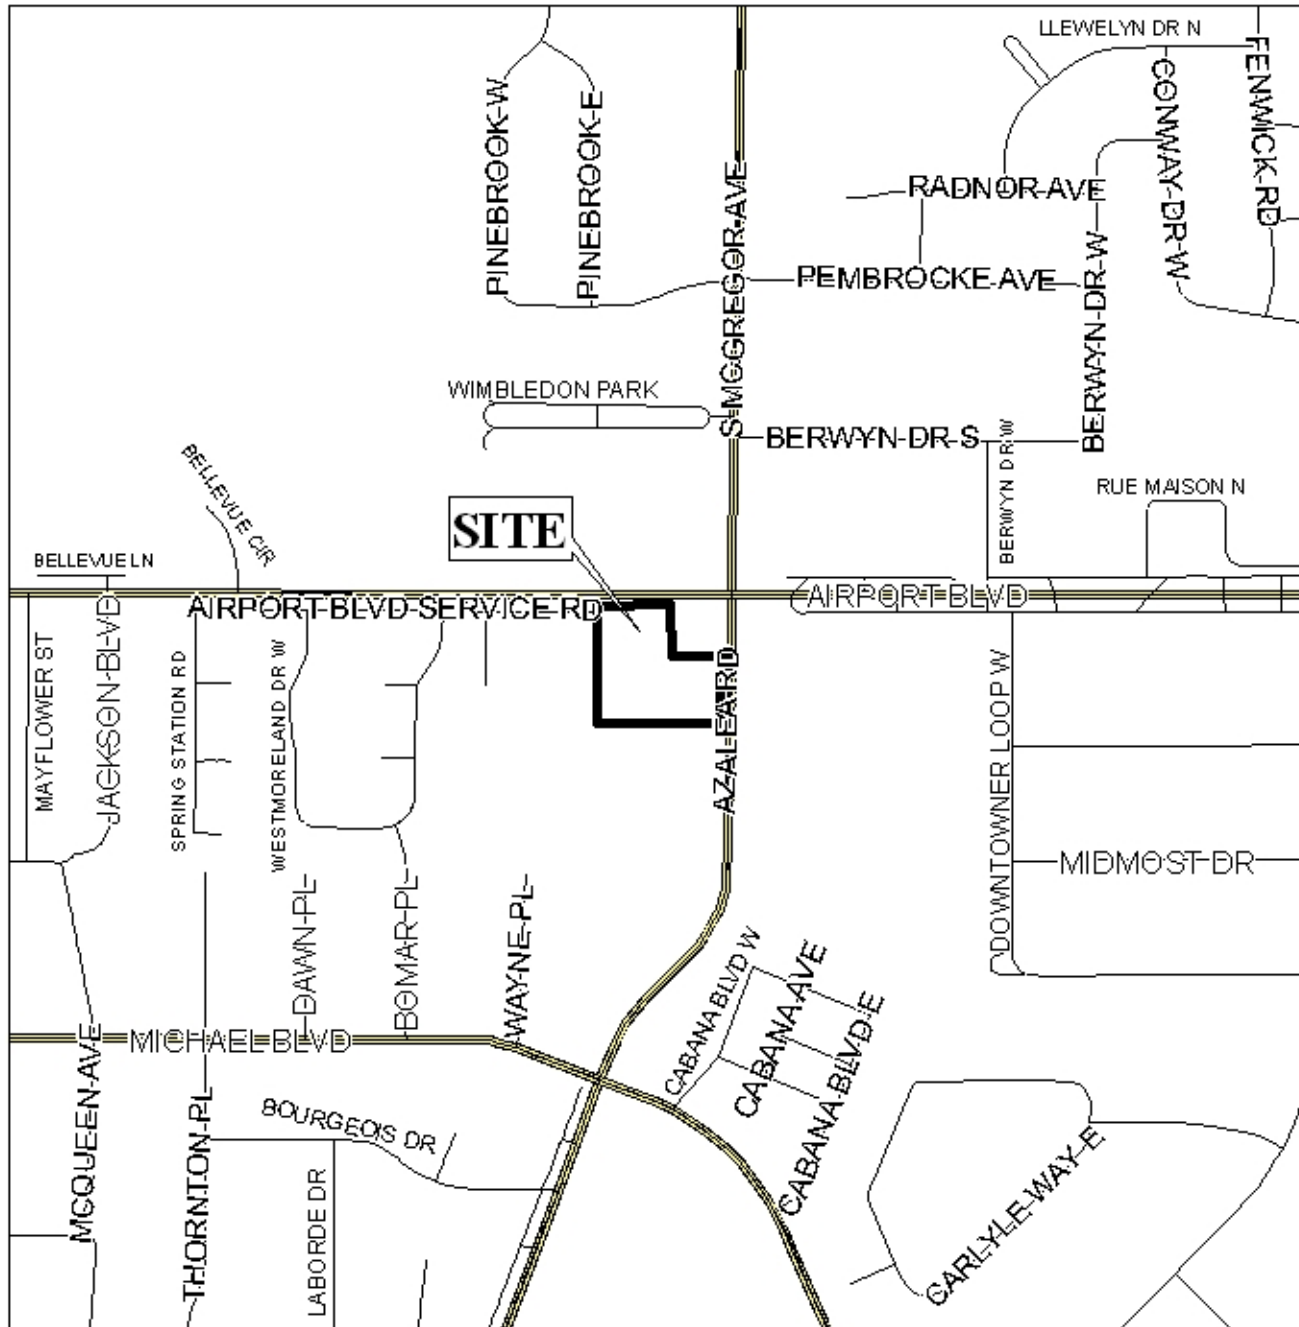 LLEWELYN DR N
FENWICK RD
CONWAY DR W
PINEBROOK W
PINEBROOK E
S MCGREGOR AVE
RADNOR AVE
PEMBROCKE AVE
BERWYN DR W
WIMBLEDON PARK
BERWYN DR S
BERWYN DR W
RUE MAISON N
BELLEVUE CIR
SITE
BELLEVUE LN
AIRPORT BLVD SERVICE RD
AIRPORT BLVD
MAYFLOWER ST
JACKSON BLVD
SPRING STATION RD
WESTMORELAND DR W
AZALEA RD
DOWNTOWNER LOOP W
MIDMOST DR
DAWN PL
BOMAR PL
WAYNE PL
CABANA BLVD W
CABANA AVE
CABANA BLVD E
MICHAEL BLVD
MCQUEEN AVE
THORNTON PL
BOURGEOIS DR
LABORDE DR
CARLYLE WAY E